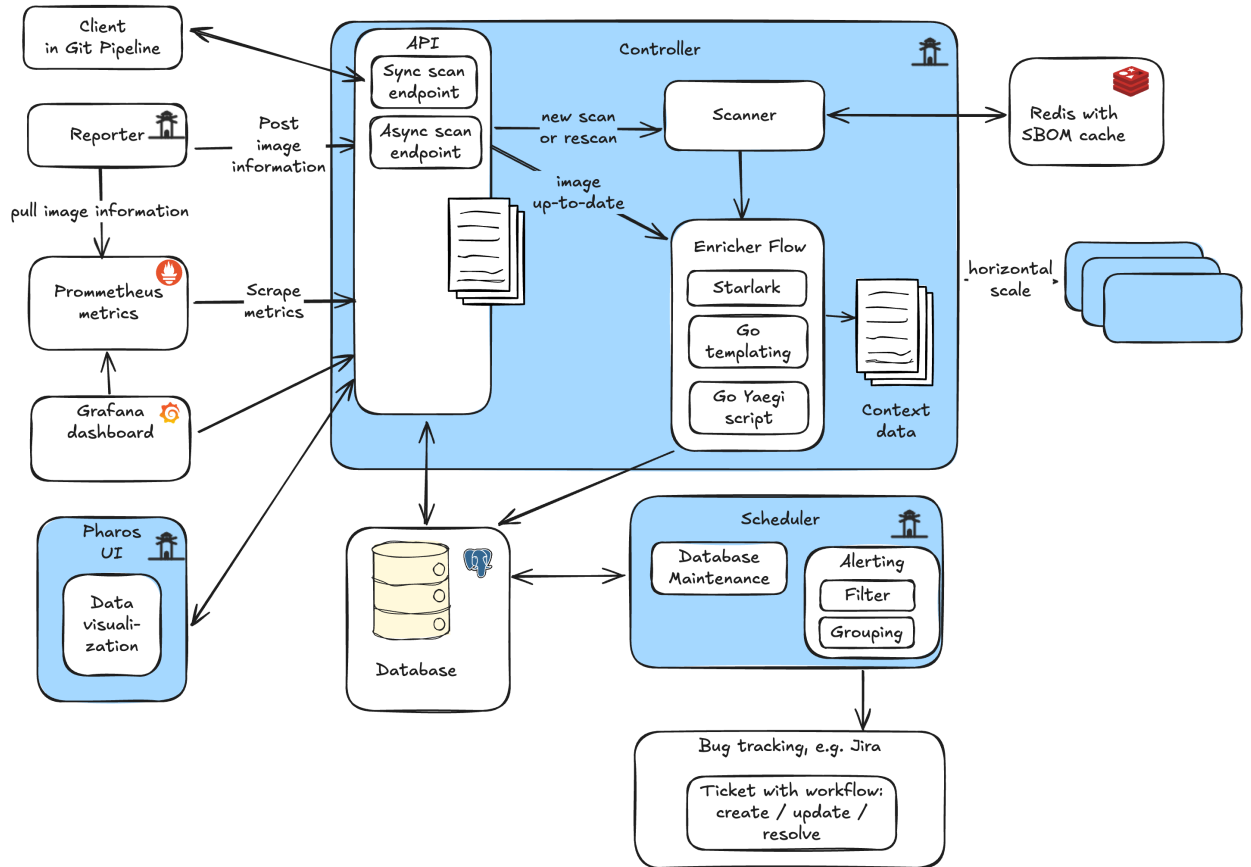 Client
in Git Pipeline
API
Controller
Sync scan
endpoint
Async scan
endpoint
Scanner
Redis with
SBOM cache
Reporter
Post
image
information
new scan
or rescan
image
up-to-date
pull image information
Enricher Flow
Starlark
Go
templating
Go Yaegi
script
Prommetheus
metrics
Scrape
metrics
horizontal
scale
Context
data
Grafana
dashboard
Pharos
UI
Data
visuali-
zation
Database
Scheduler
Database
Maintenance
Alerting
Filter
Grouping
Bug tracking, e.g. Jira
Ticket with workflow:
create / update /
resolve